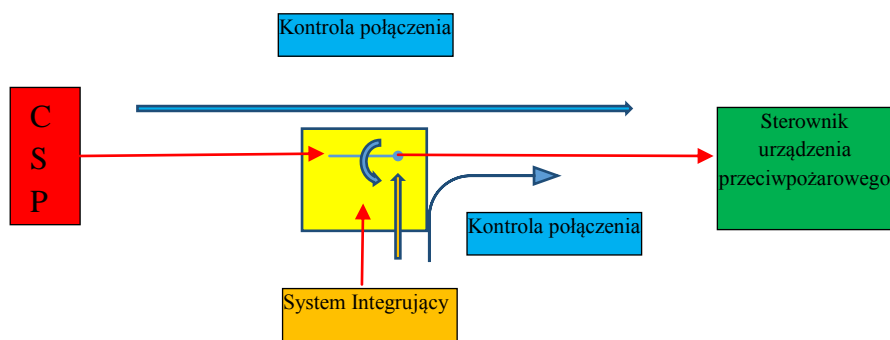 Kontrola połączenia
C
S
P
Sterownik
urządzenia
przeciwpożarowego
Kontrola połączenia
System Integrujący